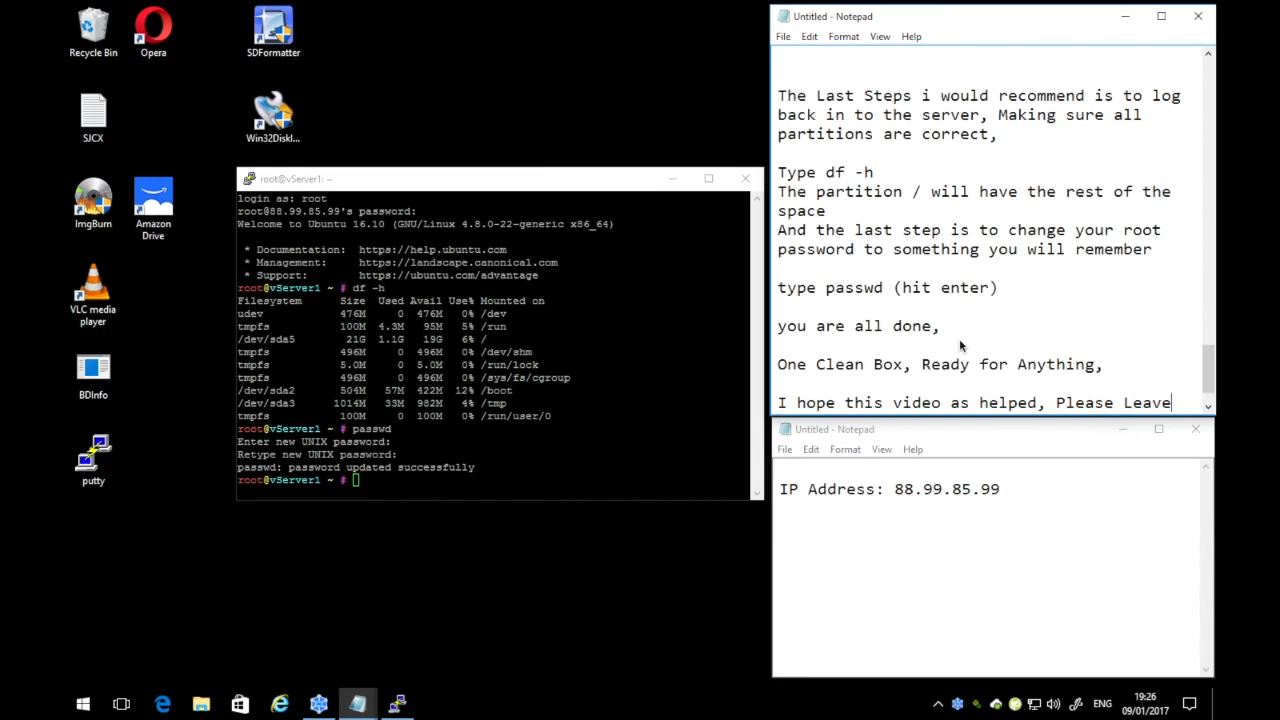 Recycle Bin
Opera
SDFormatter
SJCX
Win32DiskI...
ImgBurn
Amazon
Drive
VLC media
player
BDInfo
putty
root@vServer1: ~
login as: root
root@88.99.85.99's password:
Welcome to Ubuntu 16.10 (GNU/Linux 4.8.0-22-generic x86_64)
* Documentation: https://help.ubuntu.com
* Management: https://landscape.canonical.com
* Support: https://ubuntu.com/advantage
root@vServer1 ~ # df -h
Filesystem Size Used Avail Use% Mounted on
udev 476M 0 476M 0% /dev
tmpfs 100M 4.3M 95M 5% /run
/dev/sda5 21G 1.1G 19G 6% /
tmpfs 496M 0 496M 0% /dev/shm
tmpfs 5.0M 0 5.0M 0% /run/lock
tmpfs 496M 0 496M 0% /sys/fs/cgroup
/dev/sda2 504M 57M 422M 12% /boot
/dev/sda3 1014M 33M 982M 4% /tmp
tmpfs 100M 0 100M 0% /run/user/0
root@vServer1 ~ # passwd
Enter new UNIX password:
Retype new UNIX password:
passwd: password updated successfully
root@vServer1 ~ #
Untitled - Notepad
File Edit Format View Help
The Last Steps i would recommend is to log
back in to the server, Making sure all
partitions are correct,
Type df -h
The partition / will have the rest of the
space
And the last step is to change your root
password to something you will remember
type passwd (hit enter)
you are all done,
One Clean Box, Ready for Anything,
I hope this video as helped, Please Leave
Untitled - Notepad
File Edit Format View Help
IP Address: 88.99.85.99
ENG
19:26
09/01/2017